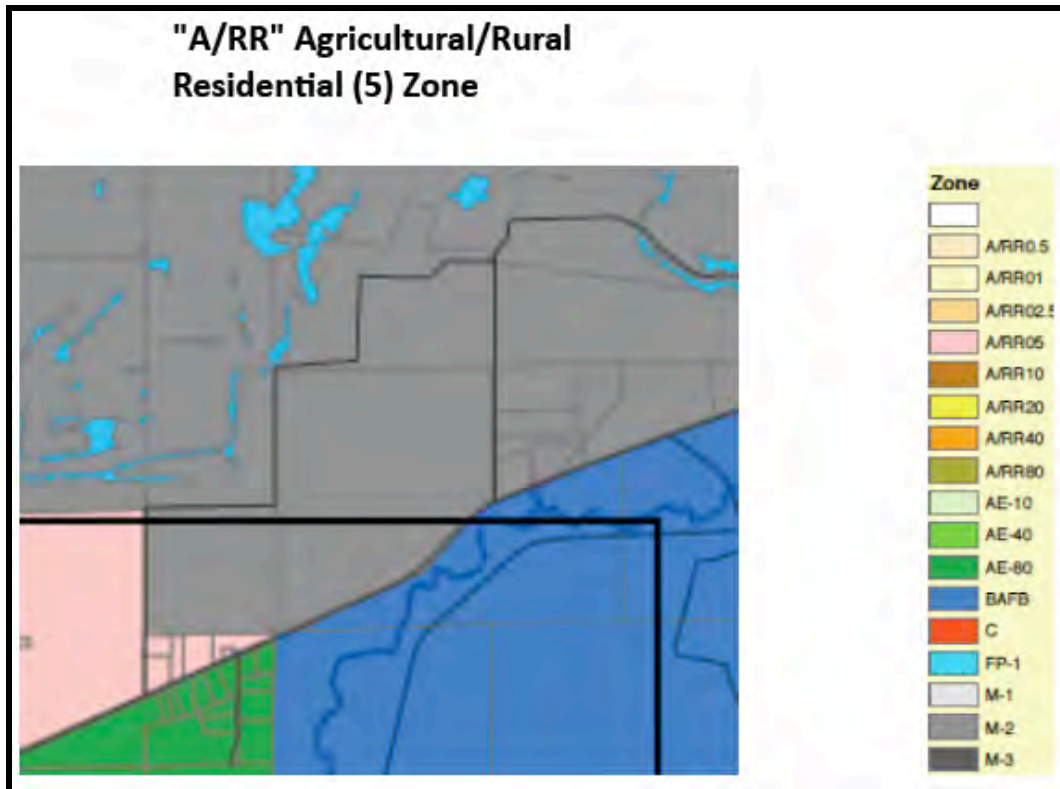 "A/RR" Agricultural/Rural
Residential (5) Zone
Zone
A/RR0.5
A/RR01
A/RR02.5
A/RR05
A/RR10
A/RR20
A/RR40
A/RR80
AE-10
AE-40
AE-80
BAFB
C
FP-1
M-1
M-2
M-3